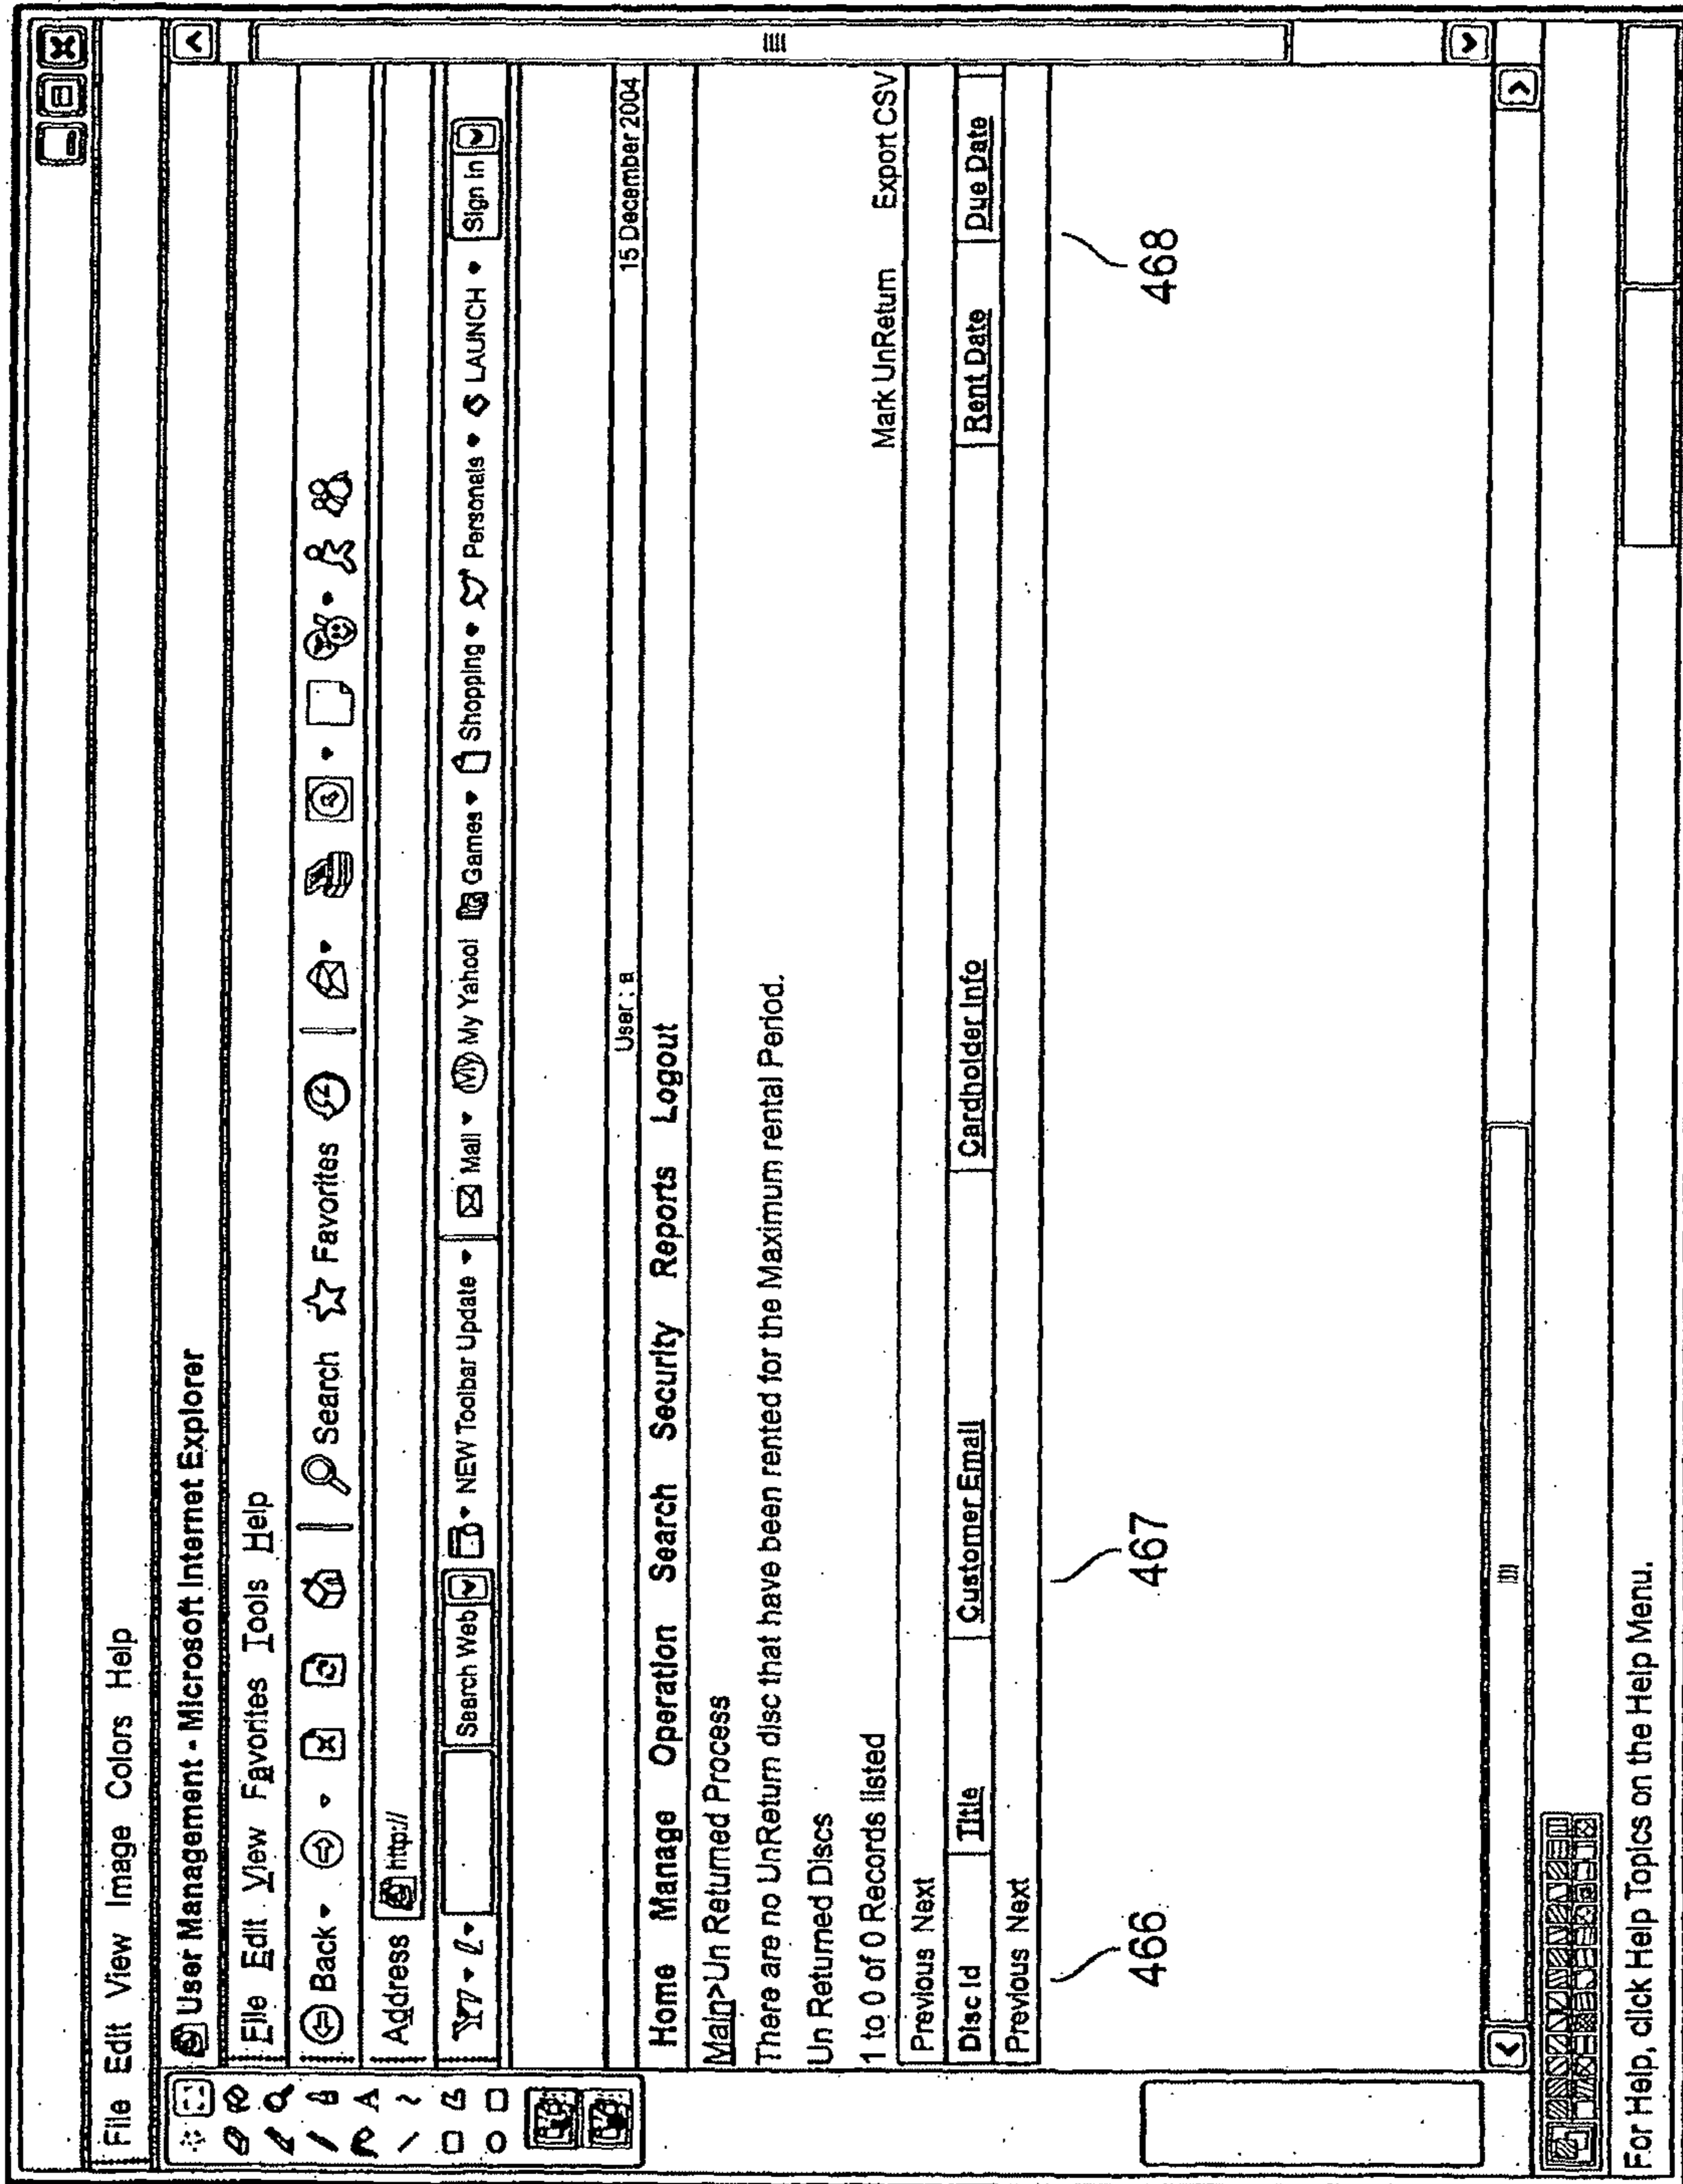 File Edit View Image Colors Help
User Management - Microsoft Internet Explorer
File Edit View Favorites Tools Help
Back Search Favorites
Address http://
Y! Search Web NEW Toolbar Update Mail My My Yahoo! Games Shopping Personals LAUNCH Sign In
User : a 15 December 2004
Home Manage Operation Search Security Reports Logout
Main>Un Returned Process
There are no UnReturn disc that have been rented for the Maximum rental Period.
Un Returned Discs
1 to 0 of 0 Records listed Mark UnReturn Export CSV
Previous Next
Disc Id Title Customer Email Cardholder Info Rent Date Due Date
Previous Next
466 467 468
For Help, click Help Topics on the Help Menu.